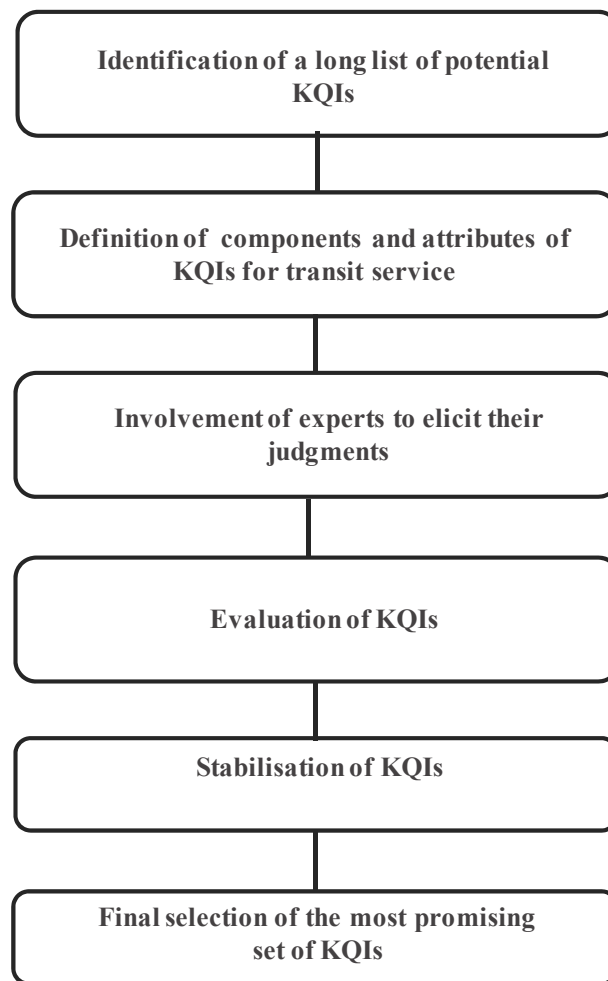 Identification of a long list of potential
KQIs
Definition of components and attributes of
KQIs for transit service
Involvement of experts to elicit their
judgments
Evaluation of KQIs
Stabilisation of KQIs
Final selection of the most promising
set of KQIs